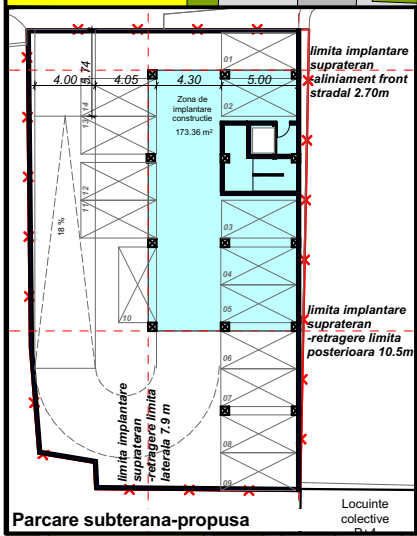 limita implantare
suprateran
-aliniament front
stradal 2.70m
01
4.00
5.74
4.05
4.30
5.00
Zona de
implantare
constructie
173.36 m²
02
13
14
11
12
18 %
03
04
10
05
limita implantare
suprateran
-retragere limita
posterioara 10.5m
06
limita implantare
suprateran
-retragere limita
laterala 7.9 m
07
08
09
Parcare subterana-propusa
Locuinte
colective
P+4